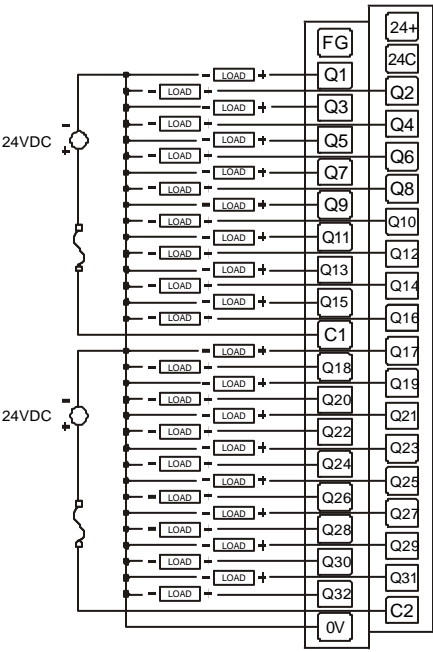 24+
FG
24C
- LOAD + Q1
- LOAD - Q2
- LOAD + Q3
- LOAD - Q4
-
24VDC
+
- LOAD + Q5
- LOAD - Q6
- LOAD + Q7
- LOAD - Q8
- LOAD + Q9
- LOAD - Q10
- LOAD + Q11
- LOAD - Q12
- LOAD + Q13
- LOAD - Q14
- LOAD + Q15
- LOAD - Q16
C1
- LOAD + Q17
- LOAD - Q18
- LOAD + Q19
- LOAD - Q20
-
24VDC
+
- LOAD + Q21
- LOAD - Q22
- LOAD + Q23
- LOAD - Q24
- LOAD + Q25
- LOAD - Q26
- LOAD + Q27
- LOAD - Q28
- LOAD + Q29
- LOAD - Q30
- LOAD + Q31
- LOAD - Q32
C2
0V